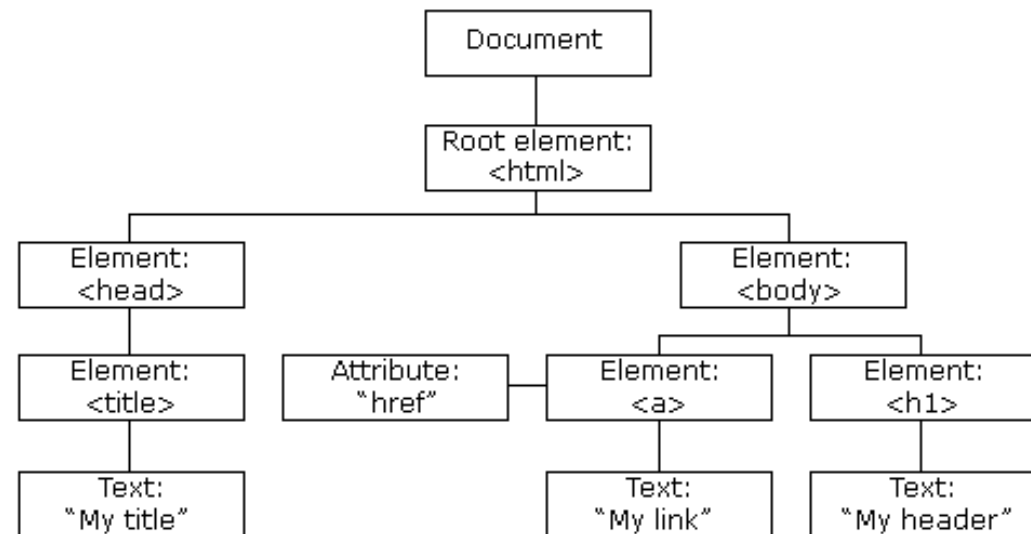 Document
Root element:
<html>
Element:
<head>
Element:
<body>
Element:
<title>
Attribute:
“href”
Element:
<a>
Element:
<h1>
Text:
“My title”
Text:
“My link”
Text:
“My header”